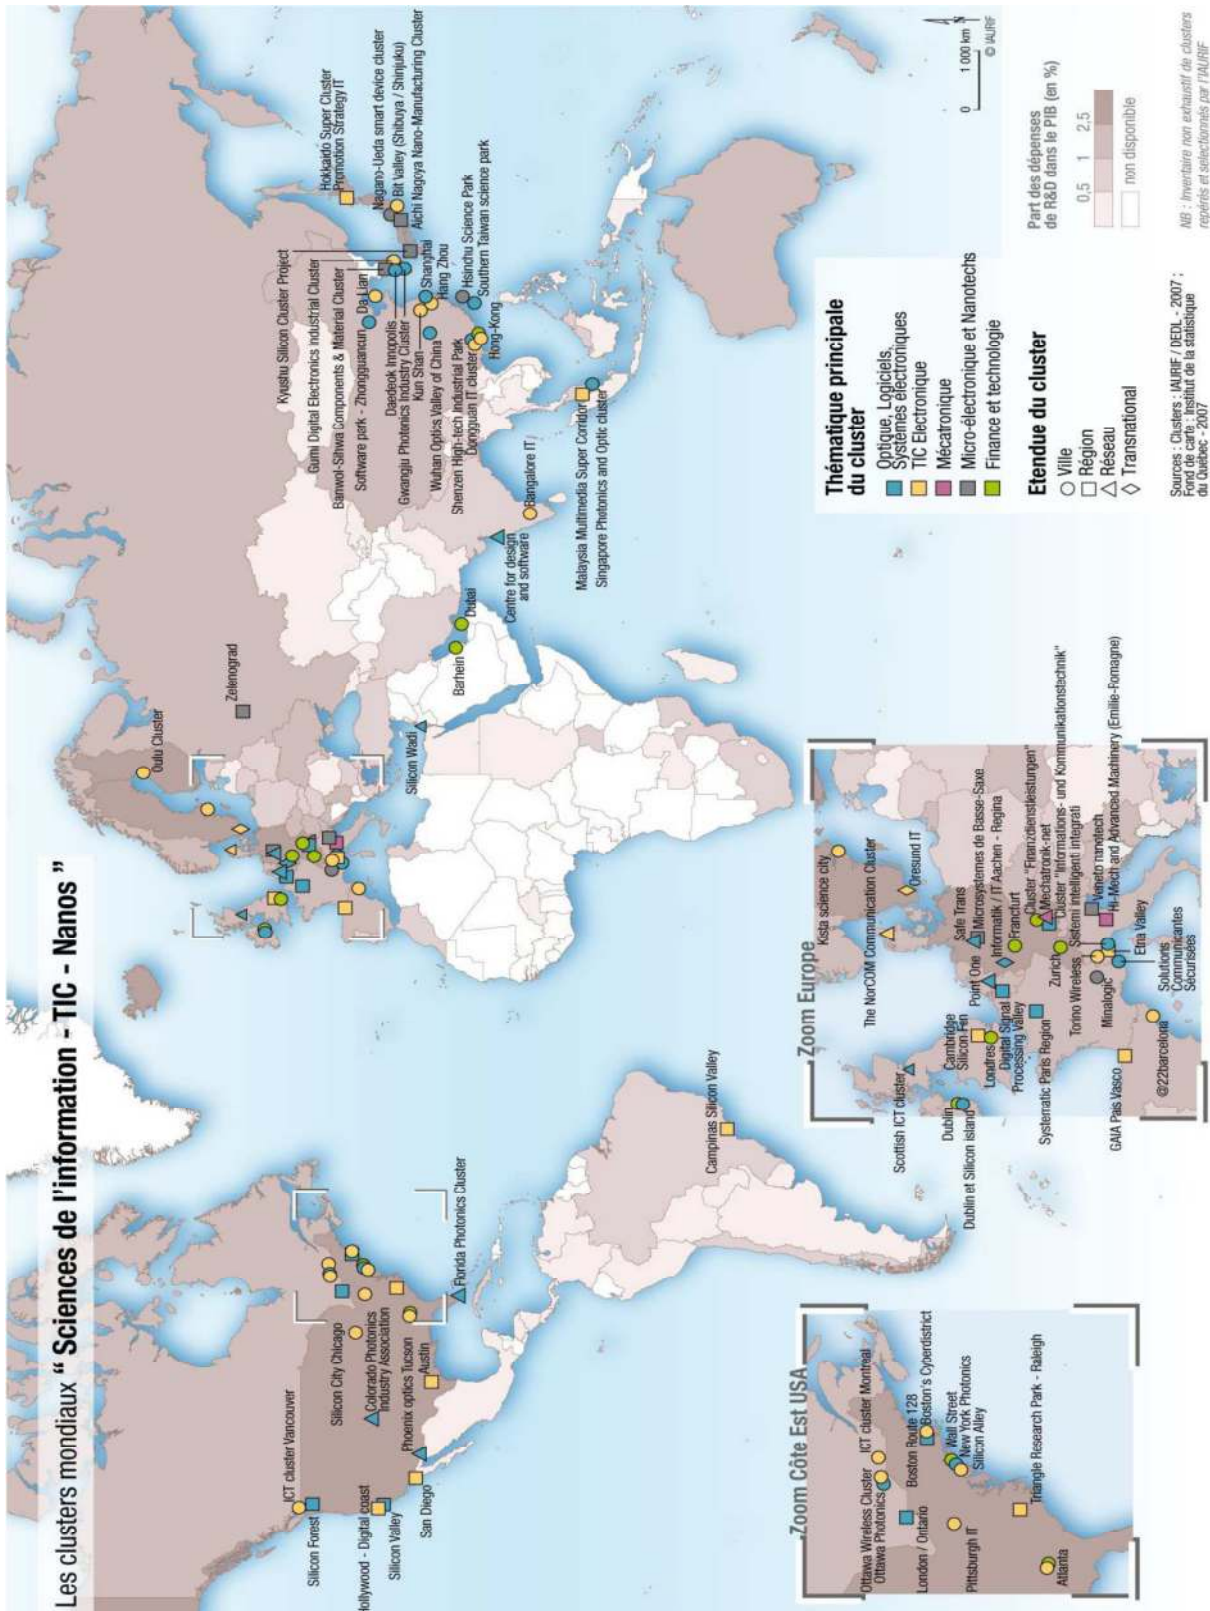 Les clusters mondiaux “ Sciences de l'information - TIC - Nanos ”
ICT cluster Vancouver
Silicon Forest
Silicon City Chicago
Hollywood - Digital coast
Colorado Photonics
Industry Association
Silicon Valley
Phoenix optics Tucson
Austin
San Diego
Florida Photonics Cluster
Campinas Silicon Valley
Oulu Cluster
Zelenograd
Silicon Wadi
Barhein
Dubai
Centre for design
and software
Bangalore IT
Hokkaido Super Cluster
Promotion Strategy IT
Nagano-Ueda smart device cluster
Bit Valley (Shibuya / Shinjuku)
Aichi Nagoya Nano-Manufacturing Cluster
Kyushu Silicon Cluster Project
Gumi Digital Electronics industrial Cluster
Banwol-Sihwa Components & Material Cluster
Da Lian
Software park - Zhongguancun
Daedeok Innopolis
Gwangju Photonics Industry Cluster
Kun Shan
Shanghai
Hang Zhou
Wuhan Optics Valley of China
Hsinchu Science Park
Southern Taiwan science park
Shenzen High-tech Industrial Park
Dongguan IT cluster
Hong-Kong
Malaysia Multimedia Super Corridor
Singapore Photonics and Optic cluster
N
0 1 000 km
© IAURIF
Zoom Côte Est USA
Ottawa Wireless Cluster
Ottawa Photonics
ICT cluster Montreal
London / Ontario
Boston Route 128
Boston's Cyberdistrict
Wall Street
New York Photonics
Silicon Alley
Pittsburgh IT
Triangle Research Park - Raleigh
Atlanta
Zoom Europe
Kista science city
The NorCOM Communication Cluster
Oresund IT
Scottish ICT cluster
Safe Trans
Microsystemes de Basse-Saxe
Point One
Informatik / IT Aachen - Regina
Cambridge
Silicon Fen
Francfurt
Dublin
Dublin et Silicon island
Londres
Digital Signal
Processing Valley
Cluster "Finanzdienstleistungen"
Mechatronik-net
Cluster "Informations- und Kommunikationstechnik"
Systematic Paris Region
Zurich
Sistemi intelligenti integrati
Torino Wireless
Veneto nanotech
Hi-Mech and Advanced Machinery (Emilie-Romagne)
Minalogic
Etna Valley
GAIA Pais Vasco
@22barcelona
Solutions
Communicantes
Sécurisées
Thématique principale
du cluster
Optique, Logiciels,
Systèmes électroniques
TIC Electronique
Mécatronique
Micro-électronique et Nanotechs
Finance et technologie
Etendue du cluster
Ville
Région
Réseau
Transnational
Part des dépenses
de R&D dans le PIB (en %)
0,5 1 2,5
non disponible
Sources : Clusters : IAURIF / DEDL - 2007 ;
Fond de carte : Institut de la statistique
du Québec - 2007
NB : Inventaire non exhaustif de clusters
repérés et selectionnés par l'IAURIF